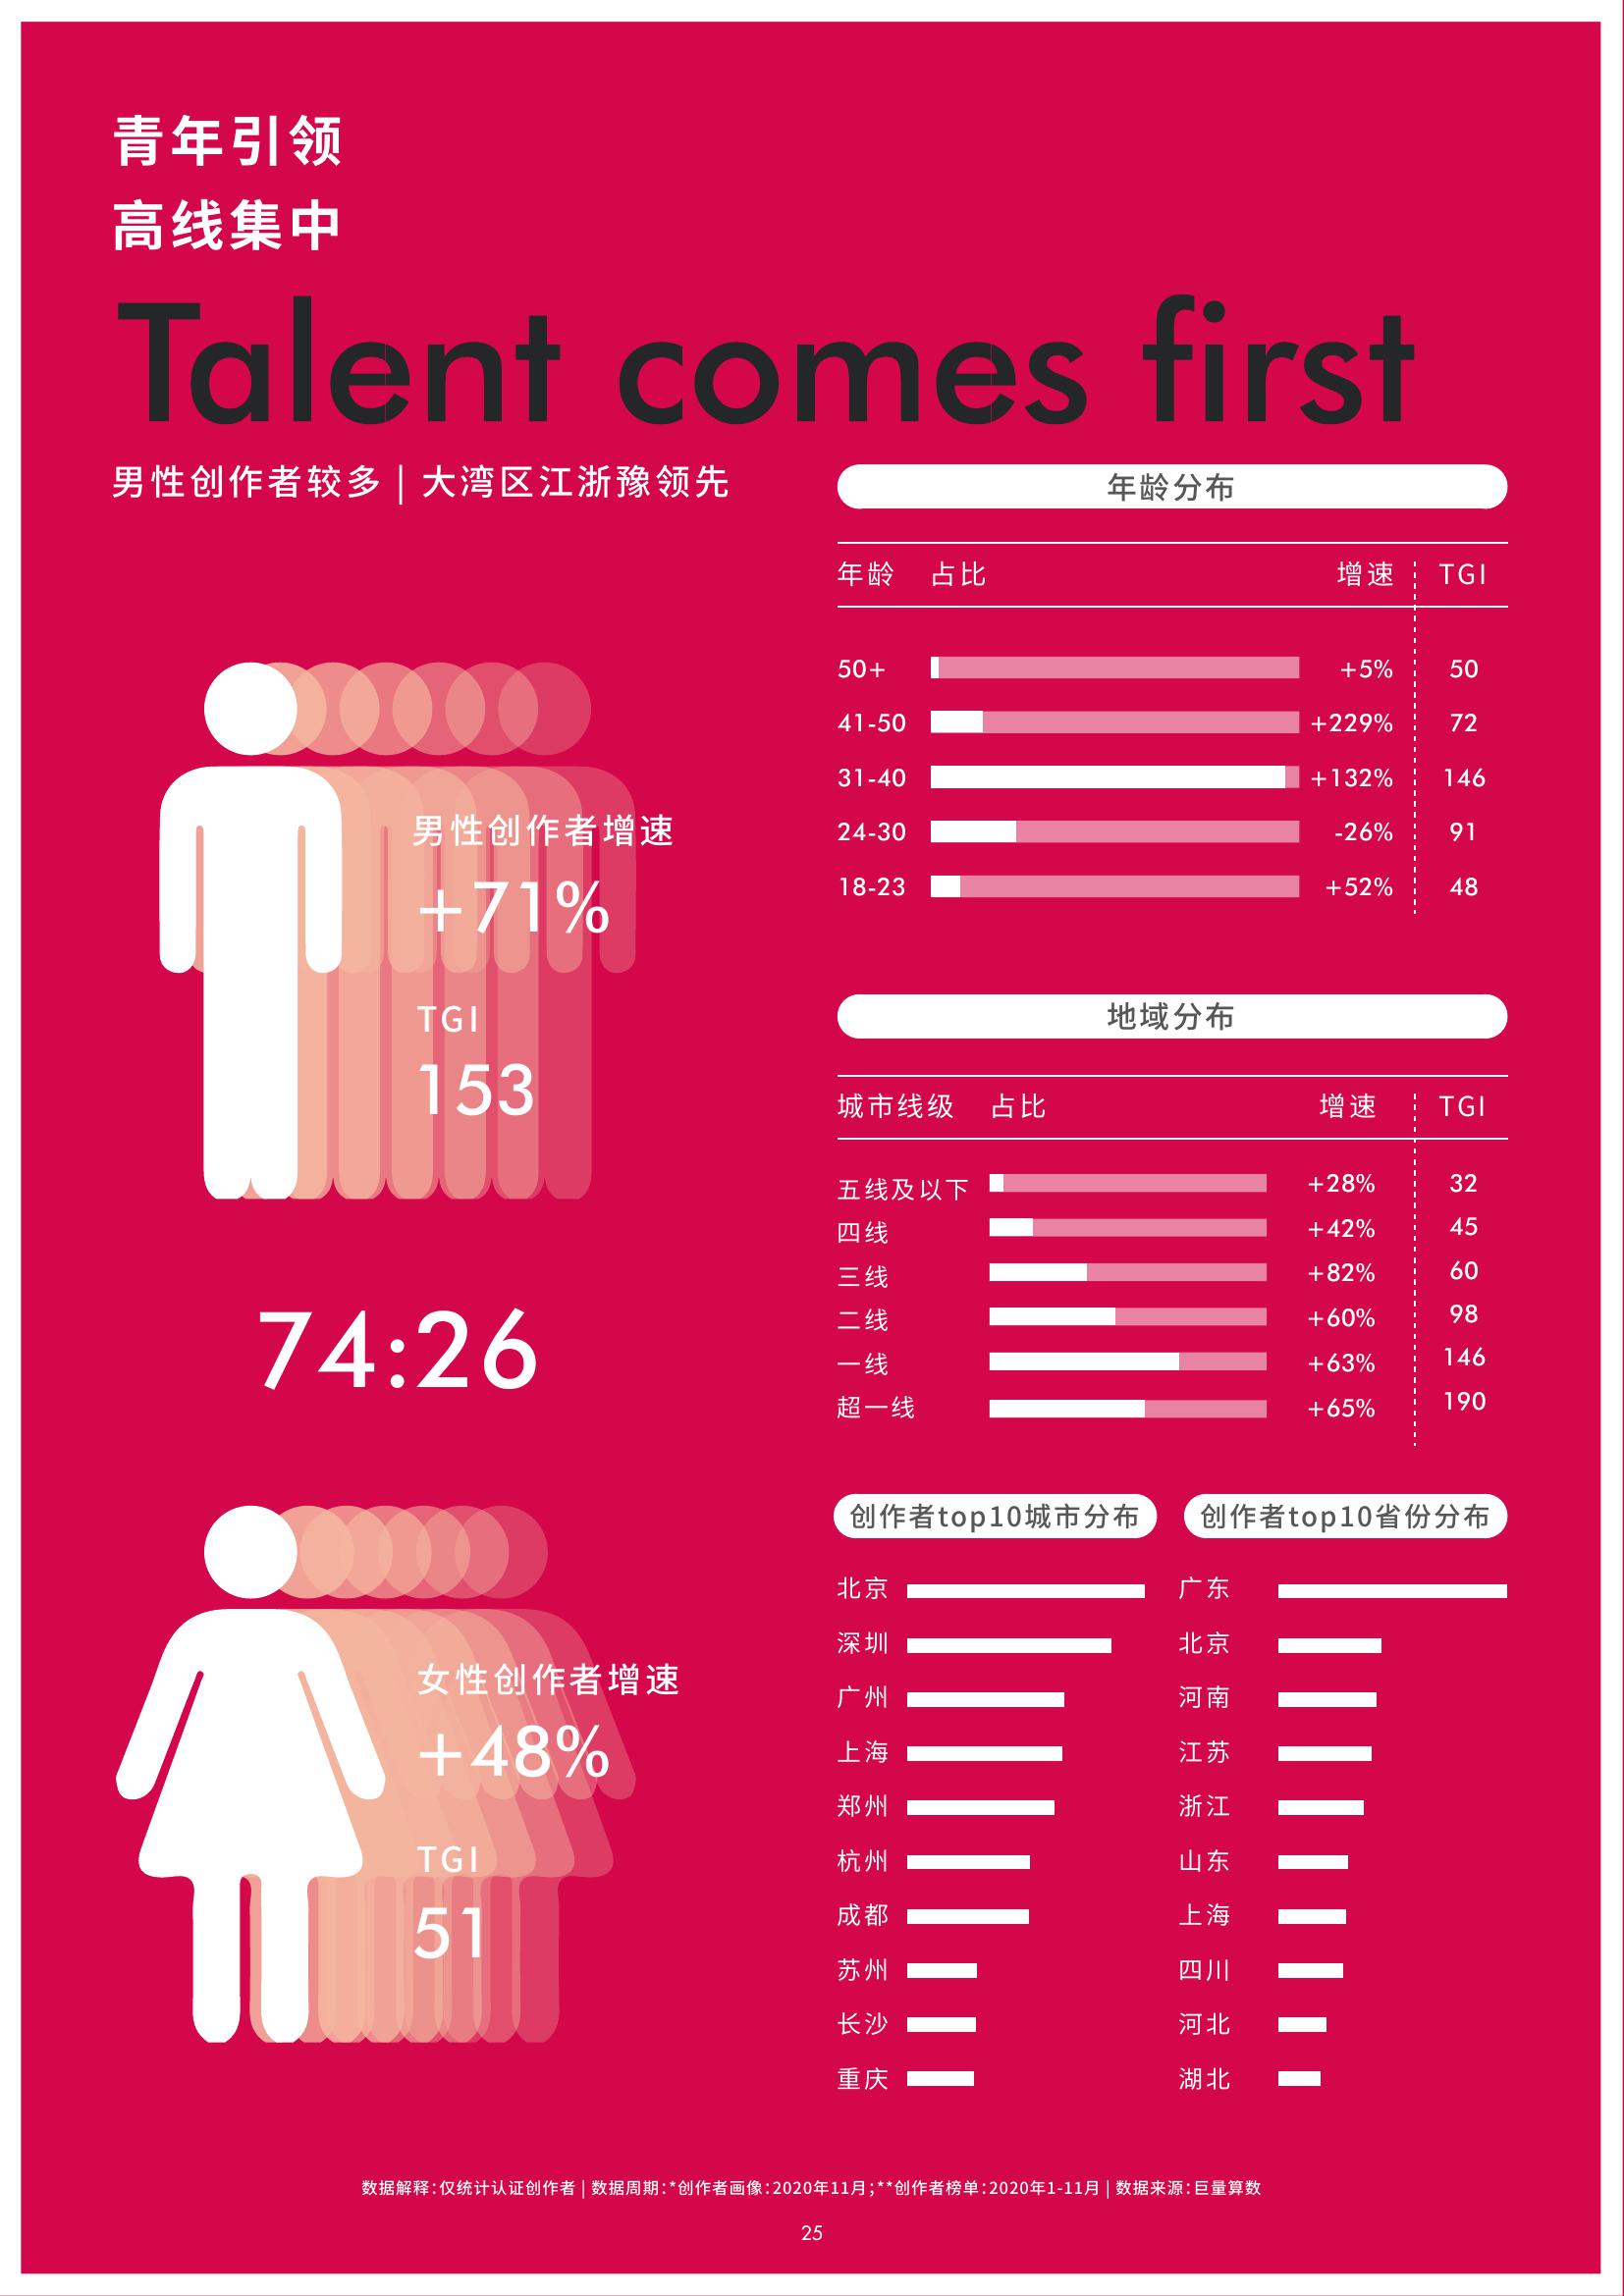 青年引领
高线集中
Talent comes first
男性创作者较多 | 大湾区江浙豫领先
男性创作者增速
+71%
TGI
153
74:26
女性创作者增速
+48%
TGI
51
年龄分布
年龄 占比 增速 TGI
50+ +5% 50
41-50 +229% 72
31-40 +132% 146
24-30 -26% 91
18-23 +52% 48
地域分布
城市线级 占比 增速 TGI
五线及以下 +28% 32
四线 +42% 45
三线 +82% 60
二线 +60% 98
一线 +63% 146
超一线 +65% 190
创作者top10城市分布
北京
深圳
广州
上海
郑州
杭州
成都
苏州
长沙
重庆
创作者top10省份分布
广东
北京
河南
江苏
浙江
山东
上海
四川
河北
湖北
数据解释:仅统计认证创作者 | 数据周期:*创作者画像:2020年11月;**创作者榜单:2020年1-11月 | 数据来源:巨量算数
25